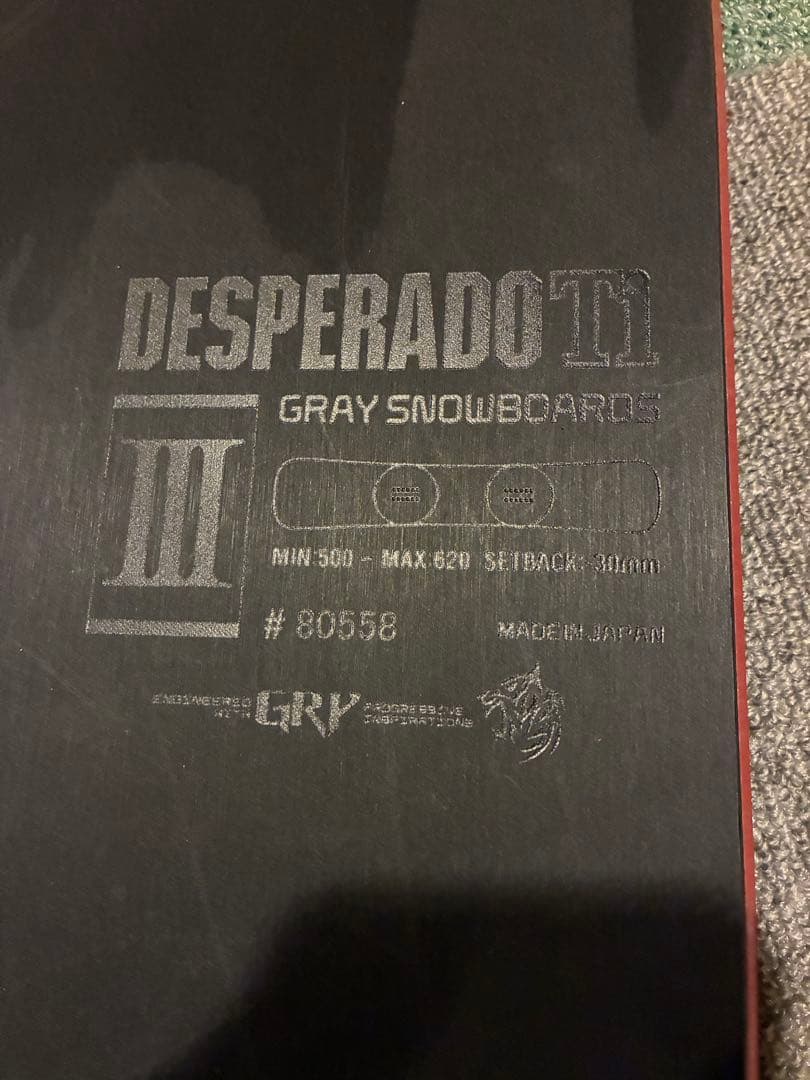 DESPERADO Ti
III
GRAY SNOWBOARDS
MIN:500 - MAX:620 SETBACK:-30mm
# 80558
MADE IN JAPAN
ENGINEERED
WITH
GRY
PROGRESSIVE
INSPIRATIONS